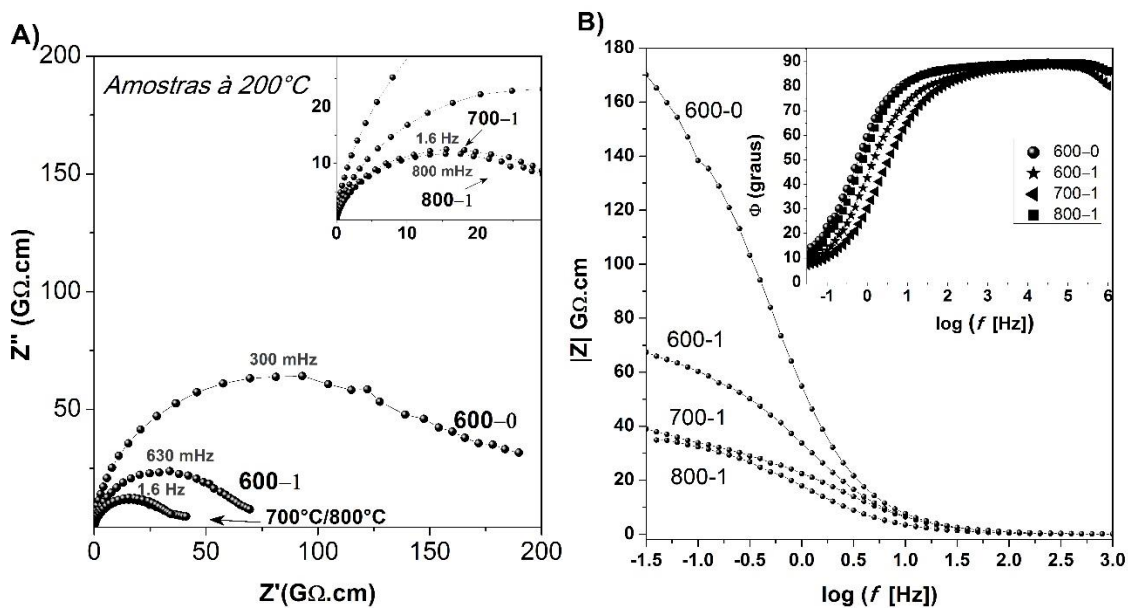 A)
Amostras à 200°C
200
150
100
50
0
Z'' (GΩ.cm)
0 50 100 150 200
Z'(GΩ.cm)
20
10
0 10 20
700−1
1.6 Hz
800 mHz
800−1
300 mHz
600−0
630 mHz
600−1
1.6 Hz
700°C/800°C
B)
180
160
140
120
100
80
60
40
20
0
|Z| GΩ.cm
-1.5 -1.0 -0.5 0.0 0.5 1.0 1.5 2.0 2.5 3.0
log (f [Hz])
600-0
600-1
700-1
800-1
90
80
70
60
50
40
30
20
10
0
Φ (graus)
-1 0 1 2 3 4 5 6
log (f [Hz])
600−0
600−1
700−1
800−1